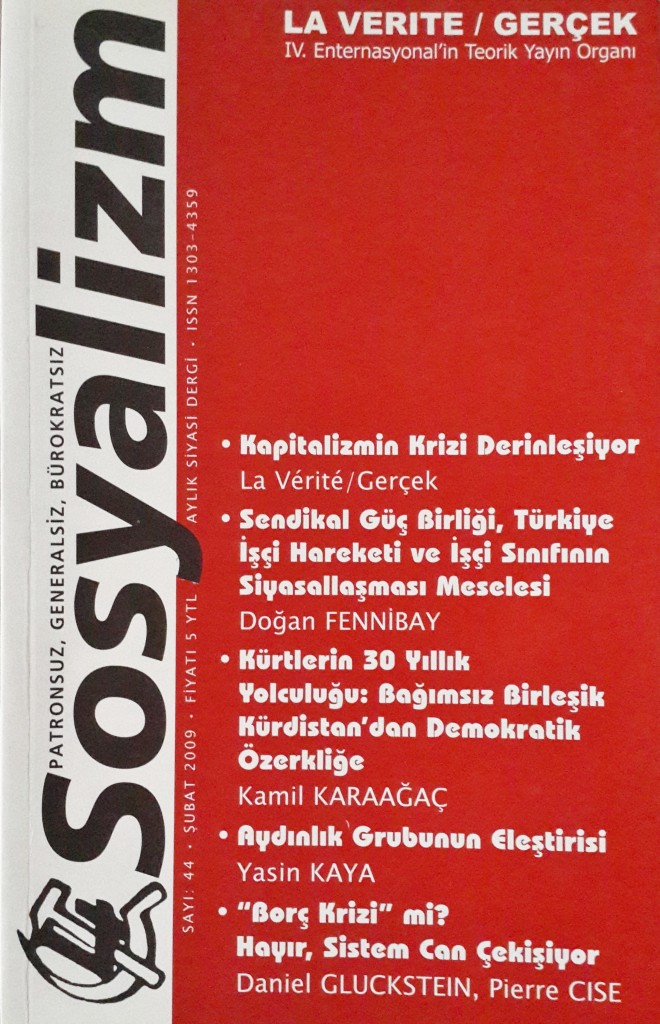 LA VERITE / GERÇEK
IV. Enternasyonal'in Teorik Yayın Organı
PATRONSUZ, GENERALSİZ, BÜROKRATSIZ
Sosyalizm
SAYI: 44 • ŞUBAT 2009 • FİYATI 5 YTL AYLIK SİYASİ DERGİ • ISSN 1303-4359
• Kapitalizmin Krizi Derinleşiyor
La Vérité/Gerçek
• Sendikal Güç Birliği, Türkiye
İşçi Hareketi ve İşçi Sınıfının
Siyasallaşması Meselesi
Doğan FENNİBAY
• Kürtlerin 30 Yıllık
Yolculuğu: Bağımsız Birleşik
Kürdistan'dan Demokratik
Özerkliğe
Kamil KARAAĞAÇ
• Aydınlık Grubunun Eleştirisi
Yasin KAYA
• "Borç Krizi" mi?
Hayır, Sistem Can Çekişiyor
Daniel GLUCKSTEIN, Pierre CISE